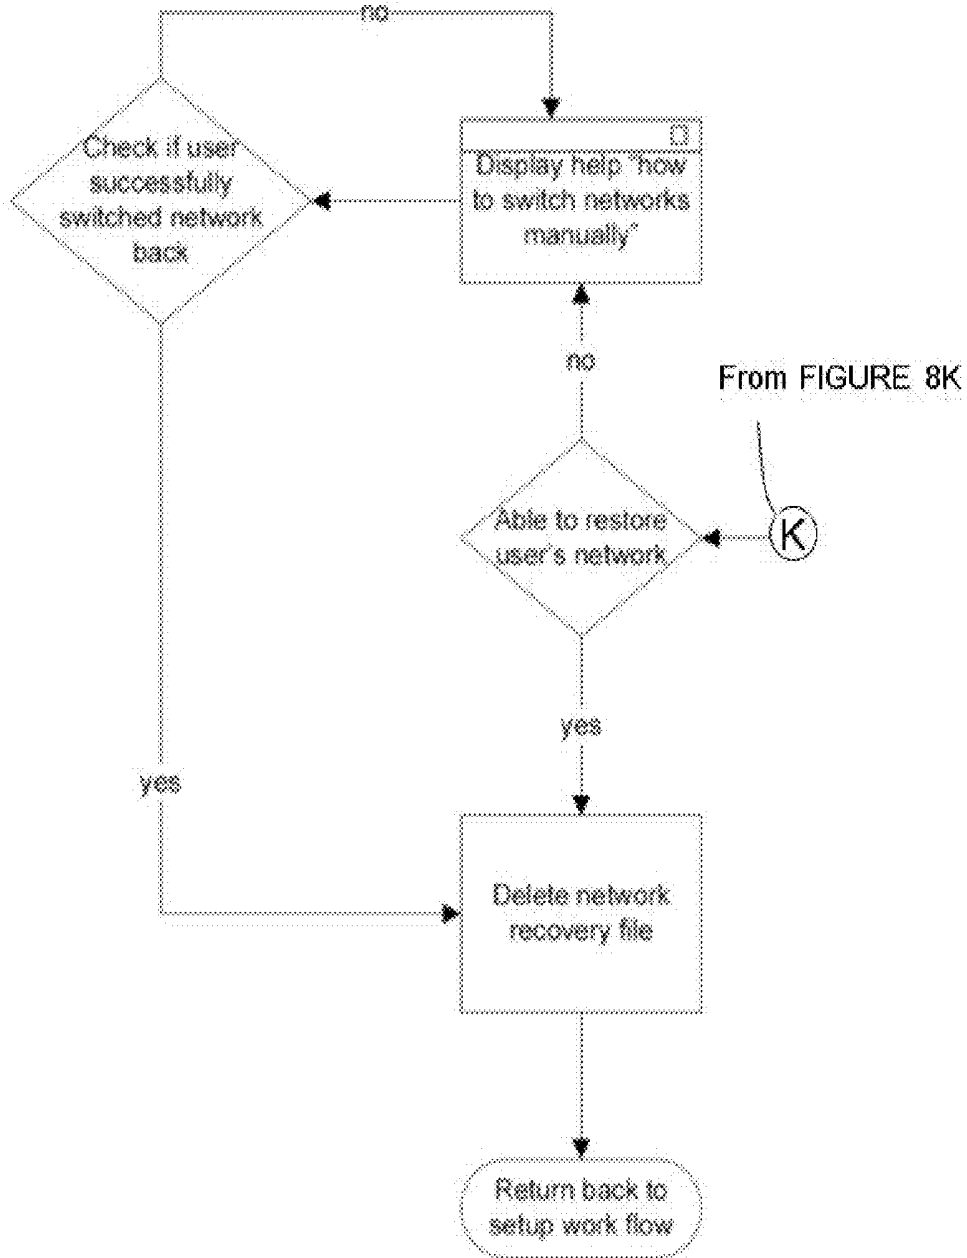 no
Check if user
successfully
switched network
back
Display help "how
to switch networks
manually"
no
From FIGURE 8K
Able to restore
user's network
K
yes
yes
Delete network
recovery file
Return back to
setup work flow